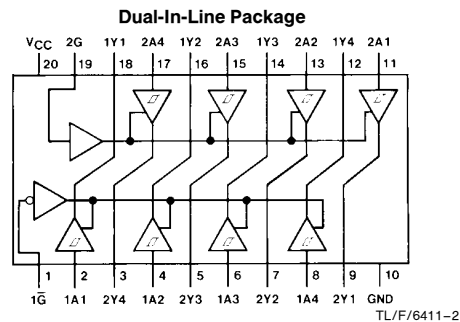 Dual-In-Line Package
VCC 2G 1Y1 2A4 1Y2 2A3 1Y3 2A2 1Y4 2A1
20 19 18 17 16 15 14 13 12 11
1 2 3 4 5 6 7 8 9 10
1G̅ 1A1 2Y4 1A2 2Y3 1A3 2Y2 1A4 2Y1 GND
TL/F/6411–2